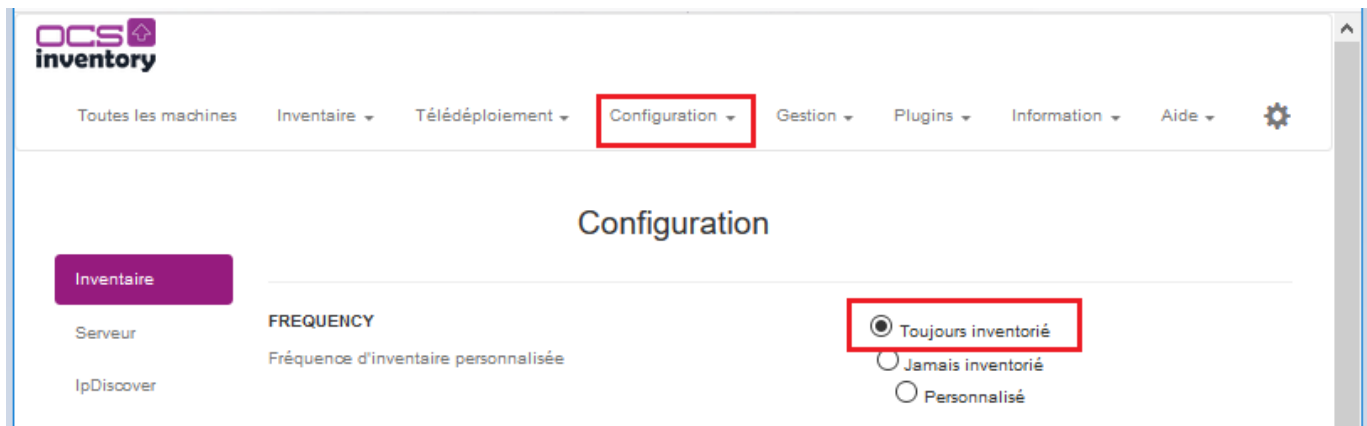 OCS
inventory
Toutes les machines Inventaire Télédéploiement Configuration Gestion Plugins Information Aide
Configuration
Inventaire
Serveur
IpDiscover
FREQUENCY
Fréquence d'inventaire personnalisée
Toujours inventorié
Jamais inventorié
Personnalisé